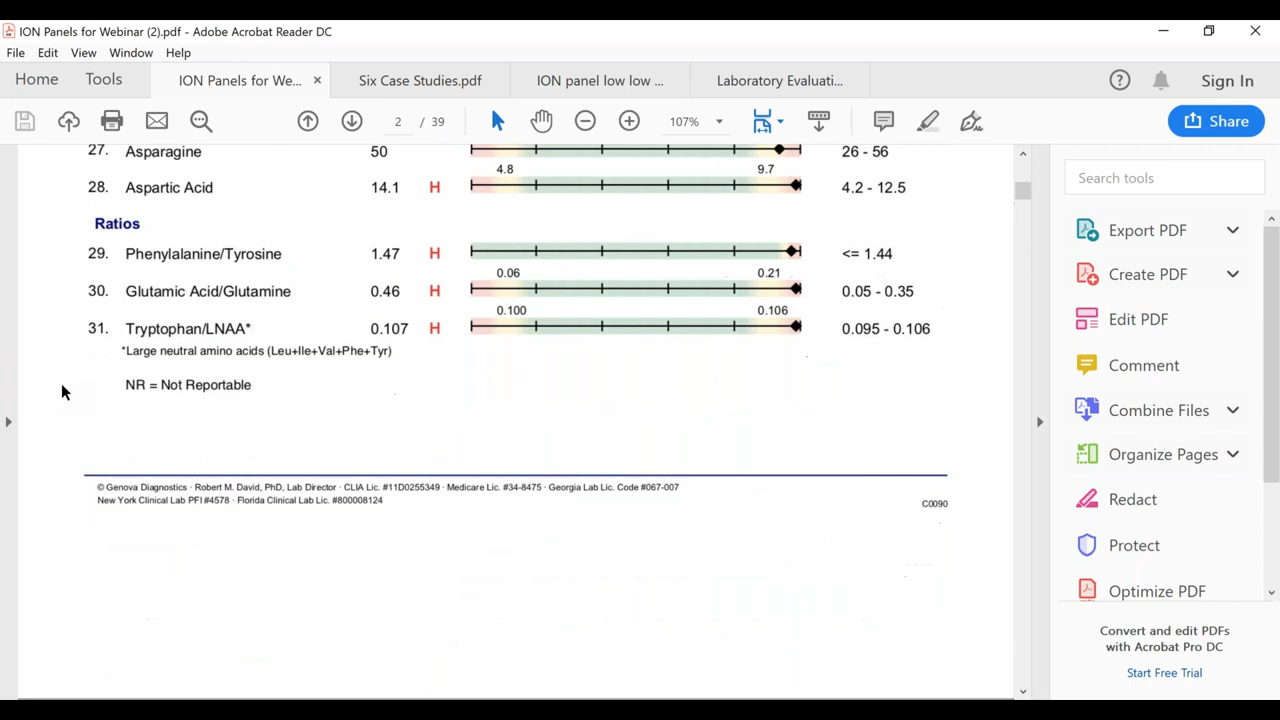 ION Panels for Webinar (2).pdf - Adobe Acrobat Reader DC
File Edit View Window Help
Home Tools ION Panels for We... × Six Case Studies.pdf ION panel low low ... Laboratory Evaluati... Sign In
2 / 39 107% Share
27. Asparagine 50 26 - 56
4.8 9.7
28. Aspartic Acid 14.1 H 4.2 - 12.5
Ratios
29. Phenylalanine/Tyrosine 1.47 H <= 1.44
0.06 0.21
30. Glutamic Acid/Glutamine 0.46 H 0.05 - 0.35
0.100 0.106
31. Tryptophan/LNAA* 0.107 H 0.095 - 0.106
*Large neutral amino acids (Leu+Ile+Val+Phe+Tyr)
NR = Not Reportable
© Genova Diagnostics · Robert M. David, PhD, Lab Director · CLIA Lic. #11D0255349 · Medicare Lic. #34-8475 · Georgia Lab Lic. Code #067-007
New York Clinical Lab PFI #4578 · Florida Clinical Lab Lic. #800008124
C0090
Search tools
Export PDF
Create PDF
Edit PDF
Comment
Combine Files
Organize Pages
Redact
Protect
Optimize PDF
Convert and edit PDFs
with Acrobat Pro DC
Start Free Trial